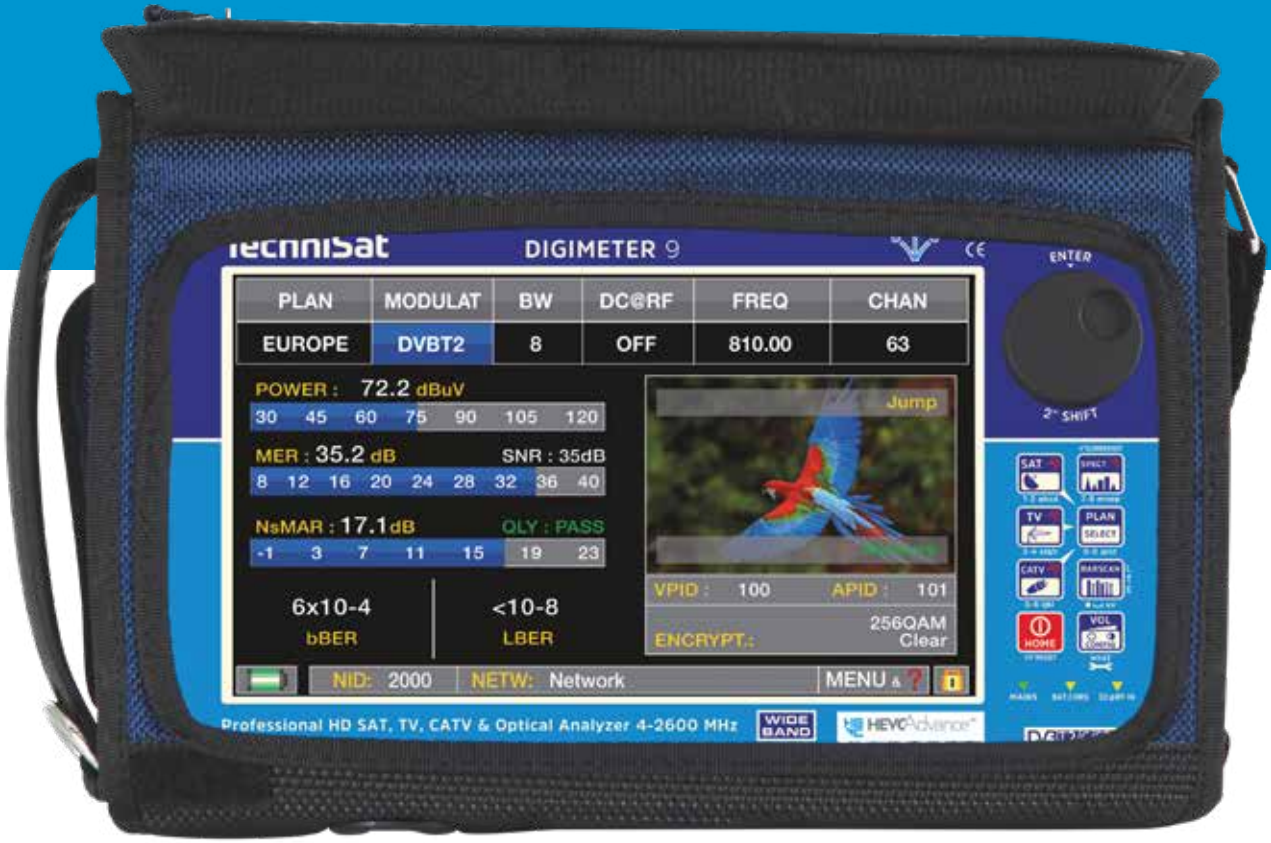 TechniSat DIGIMETER 9 CE
ENTER
PLAN MODULAT BW DC@RF FREQ CHAN
EUROPE DVBT2 8 OFF 810.00 63
POWER : 72.2 dBuV
30 45 60 75 90 105 120
MER : 35.2 dB SNR : 35dB
8 12 16 20 24 28 32 36 40
NsMAR : 17.1dB QLY : PASS
-1 3 7 11 15 19 23
6x10-4 <10-8
bBER LBER
Jump
VPID : 100 APID : 101
256QAM
ENCRYPT.: Clear
NID: 2000 NETW: Network MENU & ?
2" SHIFT
SAT SPECT
TV PLAN
SELECT
CATV BARSCAN
HOME VOL
CONFIG
Professional HD SAT, TV, CATV & Optical Analyzer 4-2600 MHz WIDE BAND HEVCAdvance